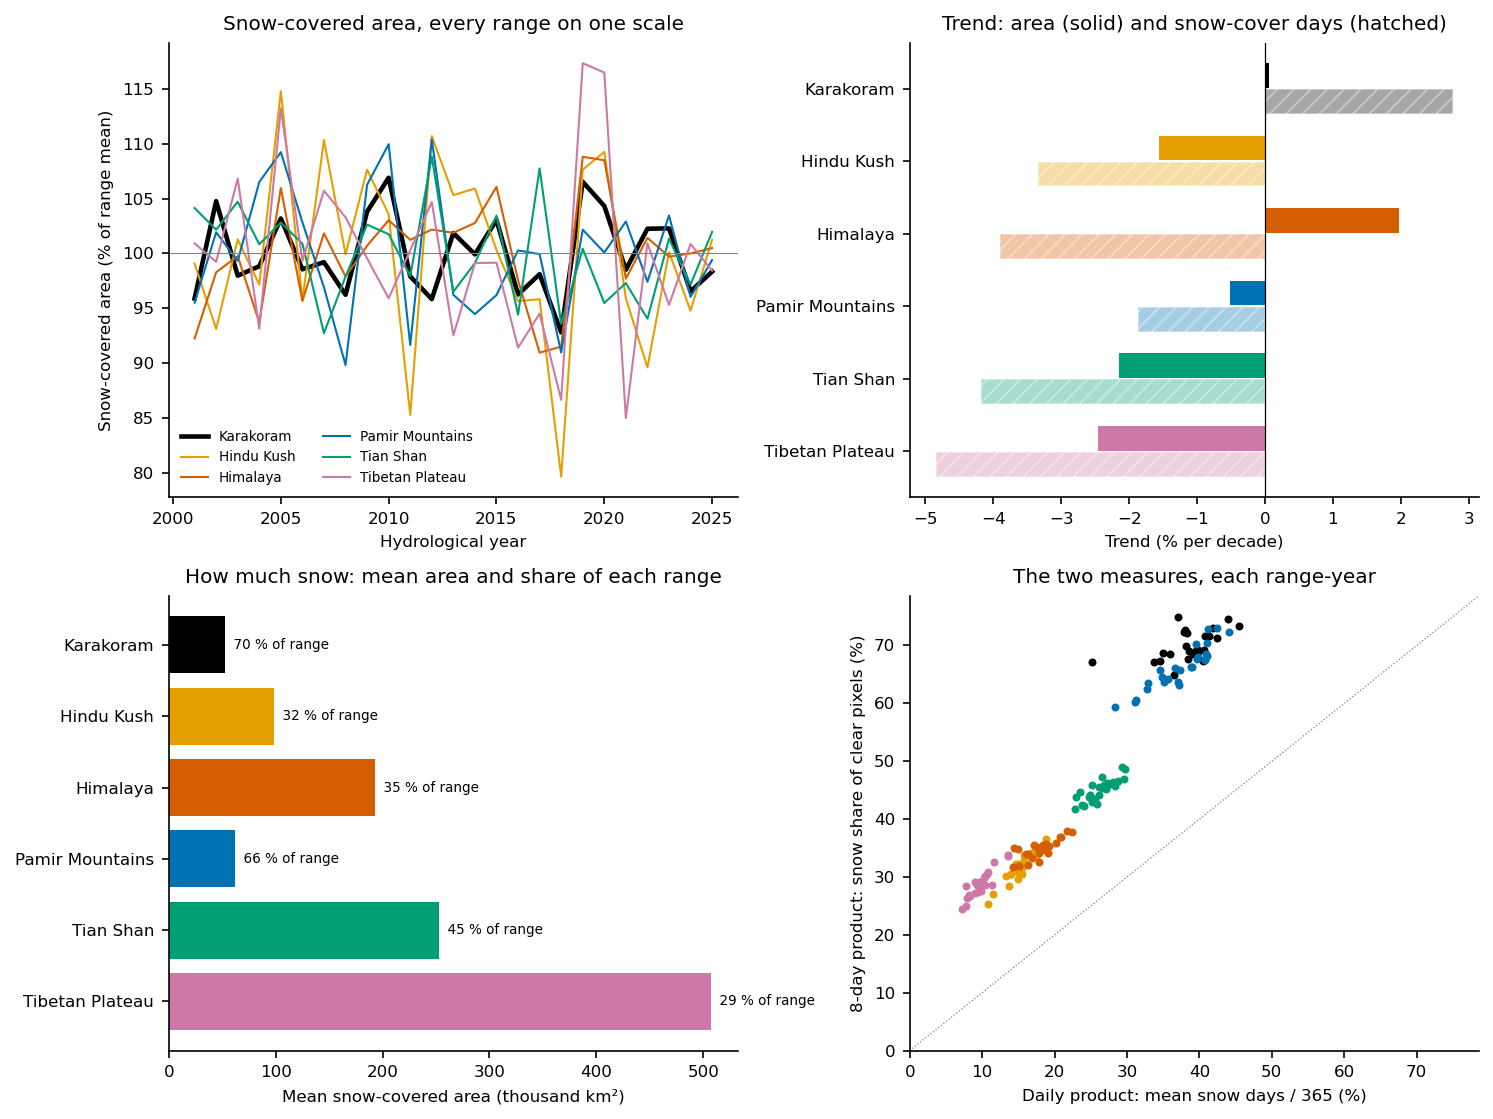 Snow-covered area, every range on one scale
Snow-covered area (% of range mean)
115
110
105
100
95
90
85
80
Karakoram
Hindu Kush
Himalaya
Pamir Mountains
Tian Shan
Tibetan Plateau
2000 2005 2010 2015 2020 2025
Hydrological year
Trend: area (solid) and snow-cover days (hatched)
Karakoram
Hindu Kush
Himalaya
Pamir Mountains
Tian Shan
Tibetan Plateau
−5 −4 −3 −2 −1 0 1 2 3
Trend (% per decade)
How much snow: mean area and share of each range
Karakoram 70 % of range
Hindu Kush 32 % of range
Himalaya 35 % of range
Pamir Mountains 66 % of range
Tian Shan 45 % of range
Tibetan Plateau 29 % of range
0 100 200 300 400 500
Mean snow-covered area (thousand km²)
The two measures, each range-year
8-day product: snow share of clear pixels (%)
70
60
50
40
30
20
10
0
0 10 20 30 40 50 60 70
Daily product: mean snow days / 365 (%)